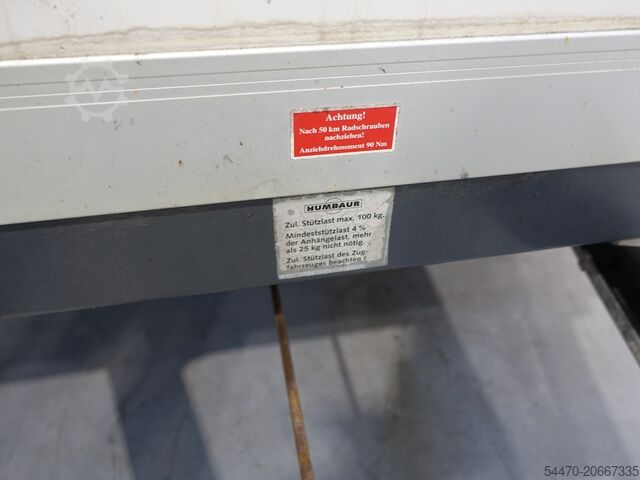 Achtung!
Nach 50 km Radschrauben
nachziehen!
Anziehdrehmoment 90 Nm
HUMBAUR
Zul. Stützlast max. 100 kg.
Mindeststützlast 4 %
der Anhängelast, mehr
als 25 kg nicht nötig.
Zul. Stützlast des Zug-
fahrzeuges beachten !
54470-20667335